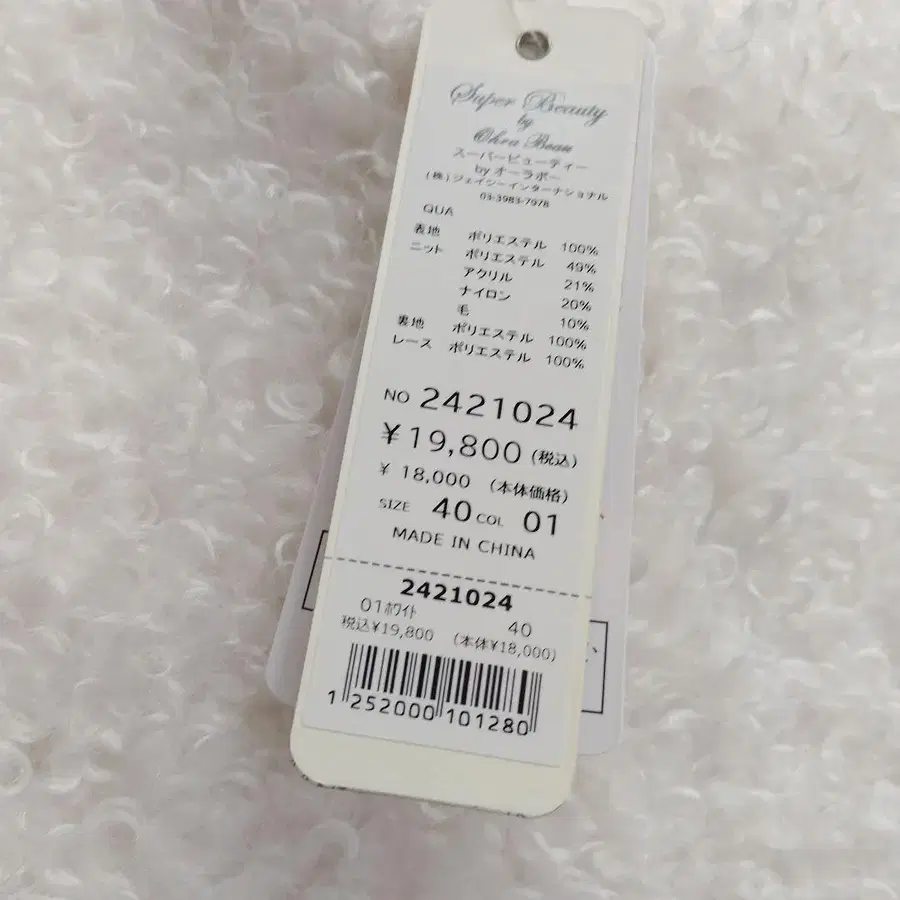 Super Beauty
by
Ohra Beau
スーパービューティー
by オーラボー
(株)ジェイシーインターナショナル
03-3983-7978
QUA
表地 ポリエステル 100%
ニット ポリエステル 49%
アクリル 21%
ナイロン 20%
毛 10%
裏地 ポリエステル 100%
レース ポリエステル 100%
NO 2421024
¥19,800 (税込)
¥ 18,000 (本体価格)
SIZE 40 COL 01
MADE IN CHINA
2421024
01ﾎﾜｲﾄ 40
税込¥19,800 (本体¥18,000)
1 252000 101280